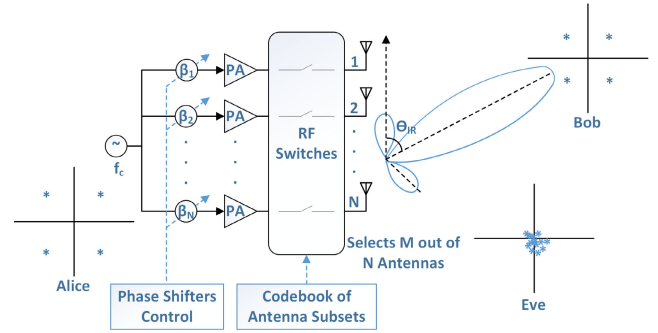 β1
PA
1
β2
PA
2
RF
Switches
~
fc
βN
PA
N
ΘIR
Bob
Selects M out of
N Antennas
Alice
Eve
Phase Shifters
Control
Codebook of
Antenna Subsets